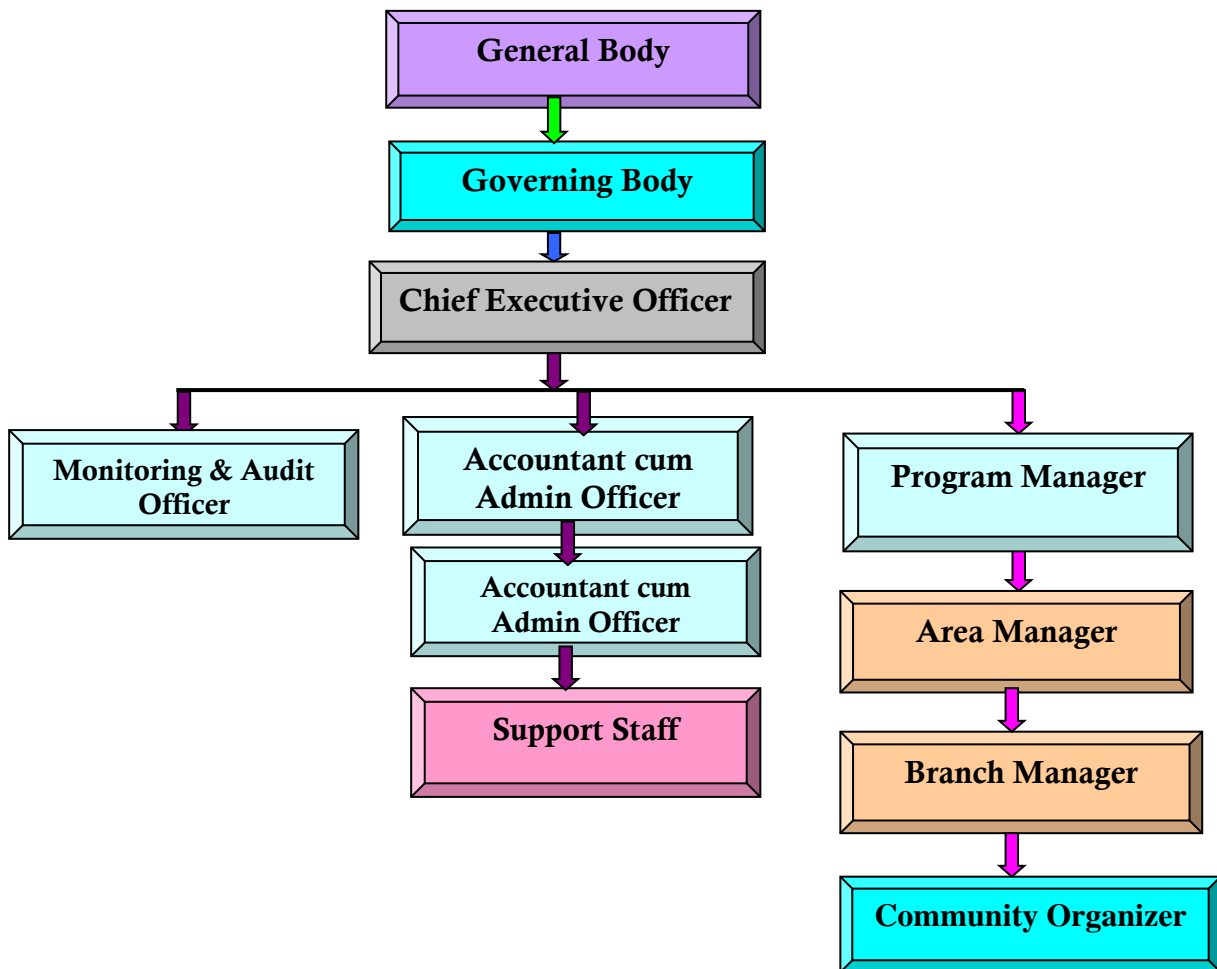 General Body
Governing Body
Chief Executive Officer
Monitoring & Audit
Officer
Accountant cum
Admin Officer
Program Manager
Accountant cum
Admin Officer
Area Manager
Support Staff
Branch Manager
Community Organizer